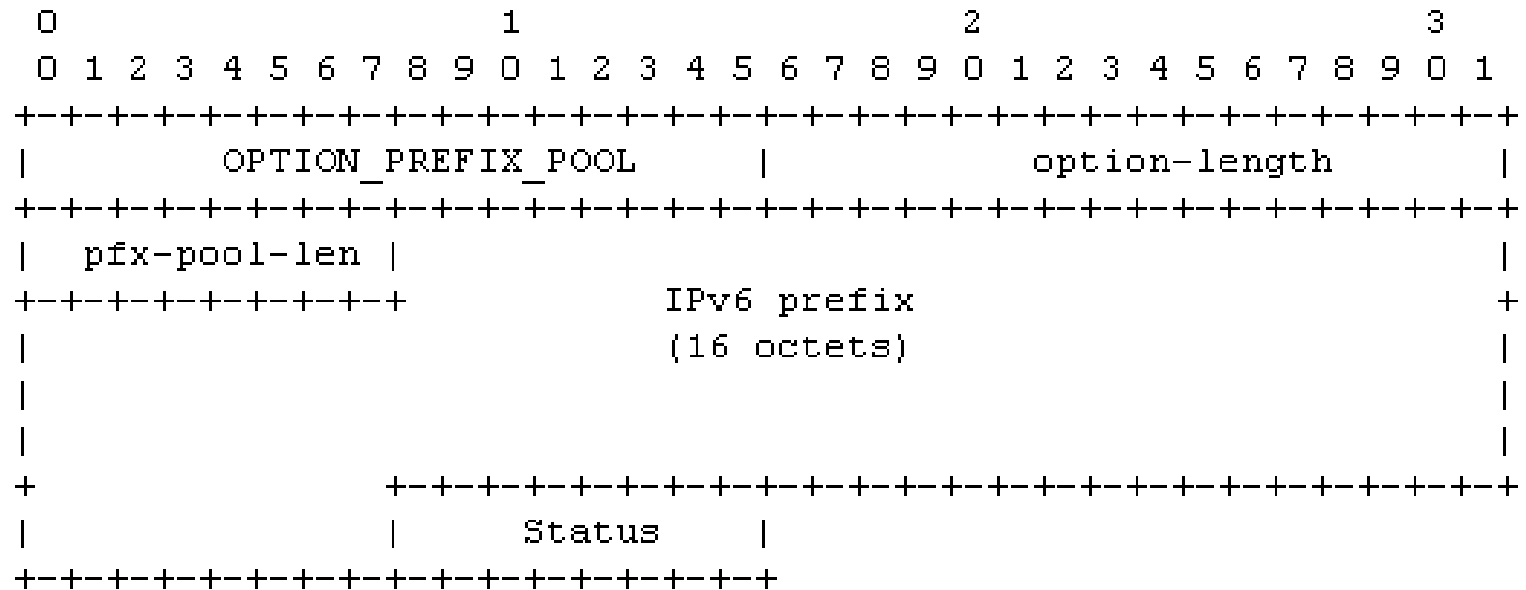 0                   1                   2                   3
 0 1 2 3 4 5 6 7 8 9 0 1 2 3 4 5 6 7 8 9 0 1 2 3 4 5 6 7 8 9 0 1
+-+-+-+-+-+-+-+-+-+-+-+-+-+-+-+-+-+-+-+-+-+-+-+-+-+-+-+-+-+-+-+-+
|        OPTION_PREFIX_POOL     |           option-length       |
+-+-+-+-+-+-+-+-+-+-+-+-+-+-+-+-+-+-+-+-+-+-+-+-+-+-+-+-+-+-+-+-+
|  pfx-pool-len |                                               |
+-+-+-+-+-+-+-+-+           IPv6 prefix                         +
|                           (16 octets)                         |
|                                                               |
|                                                               |
+               +-+-+-+-+-+-+-+-+-+-+-+-+-+-+-+-+-+-+-+-+-+-+-+-+
|               |     Status    |
+-+-+-+-+-+-+-+-+-+-+-+-+-+-+-+-+